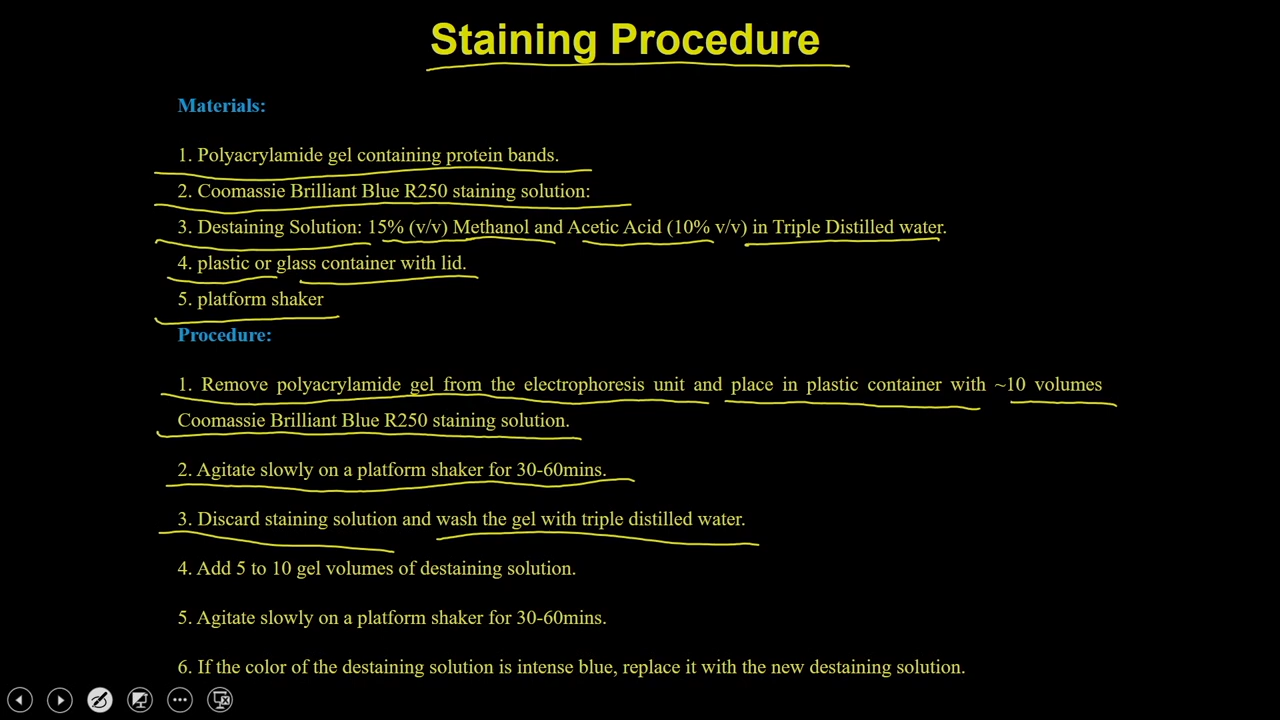 Staining Procedure
Materials:
1. Polyacrylamide gel containing protein bands.
2. Coomassie Brilliant Blue R250 staining solution:
3. Destaining Solution: 15% (v/v) Methanol and Acetic Acid (10% v/v) in Triple Distilled water.
4. plastic or glass container with lid.
5. platform shaker
Procedure:
1. Remove polyacrylamide gel from the electrophoresis unit and place in plastic container with ~10 volumes
Coomassie Brilliant Blue R250 staining solution.
2. Agitate slowly on a platform shaker for 30-60mins.
3. Discard staining solution and wash the gel with triple distilled water.
4. Add 5 to 10 gel volumes of destaining solution.
5. Agitate slowly on a platform shaker for 30-60mins.
6. If the color of the destaining solution is intense blue, replace it with the new destaining solution.